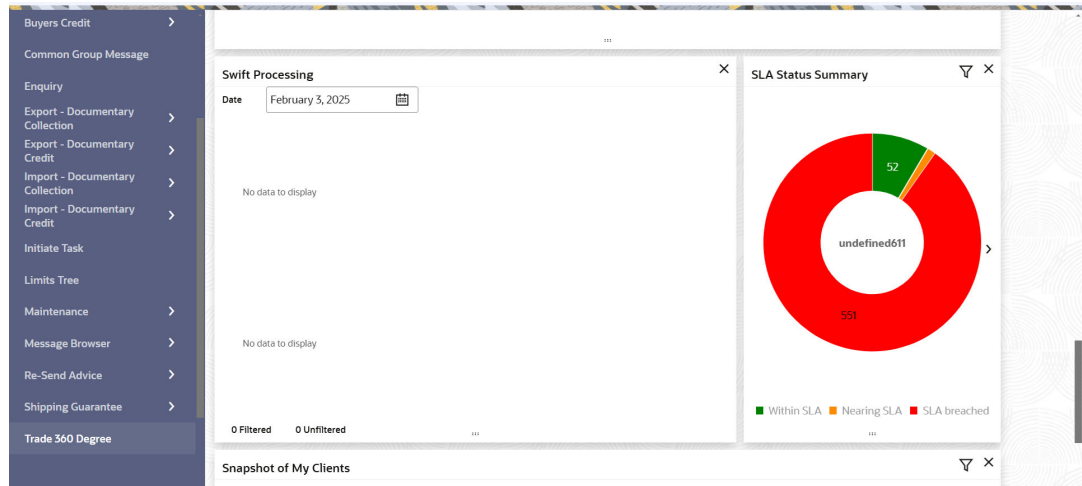 Buyers Credit
Common Group Message
Enquiry
Export - Documentary
Collection
Export - Documentary
Credit
Import - Documentary
Collection
Import - Documentary
Credit
Initiate Task
Limits Tree
Maintenance
Message Browser
Re-Send Advice
Shipping Guarantee
Trade 360 Degree
Swift Processing
Date February 3, 2025
No data to display
No data to display
0 Filtered 0 Unfiltered
SLA Status Summary
52
undefined611
551
Within SLA Nearing SLA SLA breached
Snapshot of My Clients